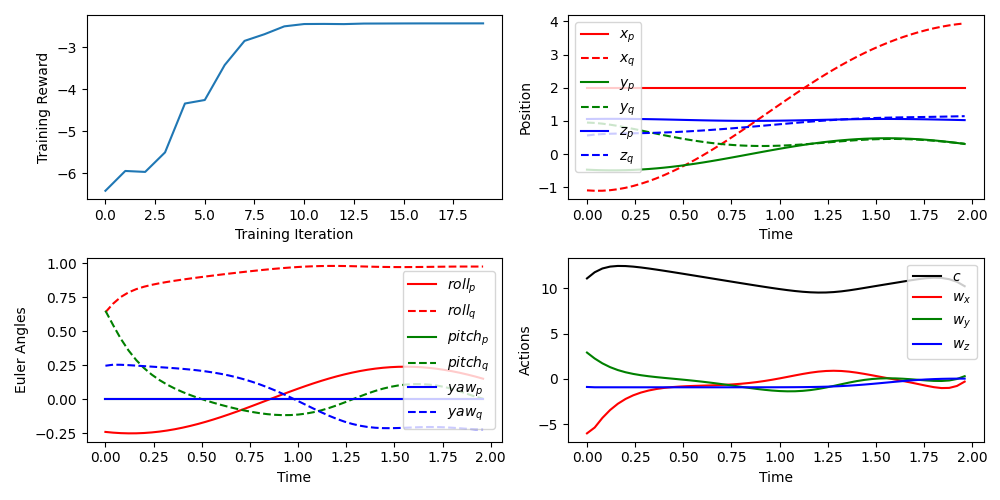 Training Reward
−3
−4
−5
−6
0.0 2.5 5.0 7.5 10.0 12.5 15.0 17.5
Training Iteration
Position
4
3
2
1
0
−1
x_p
x_q
y_p
y_q
z_p
z_q
0.00 0.25 0.50 0.75 1.00 1.25 1.50 1.75 2.00
Time
Euler Angles
1.00
0.75
0.50
0.25
0.00
−0.25
roll_p
roll_q
pitch_p
pitch_q
yaw_p
yaw_q
0.00 0.25 0.50 0.75 1.00 1.25 1.50 1.75 2.00
Time
Actions
10
5
0
−5
c
w_x
w_y
w_z
0.00 0.25 0.50 0.75 1.00 1.25 1.50 1.75 2.00
Time